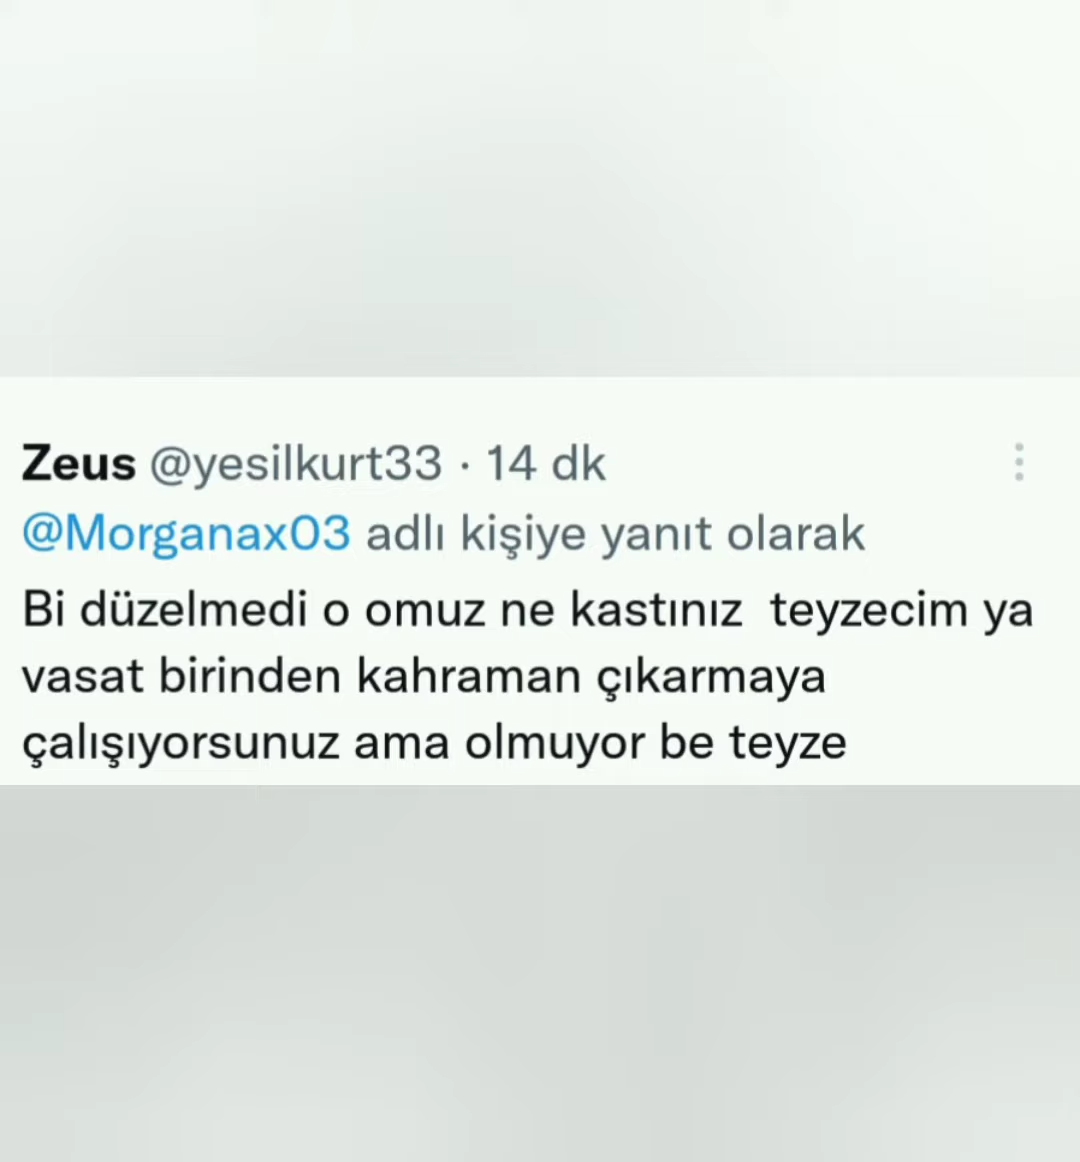 Zeus @yesilkurt33 · 14 dk
@Morganax03 adlı kişiye yanıt olarak
Bi düzelmedi o omuz ne kastınız teyzecim ya
vasat birinden kahraman çıkarmaya
çalışıyorsunuz ama olmuyor be teyze